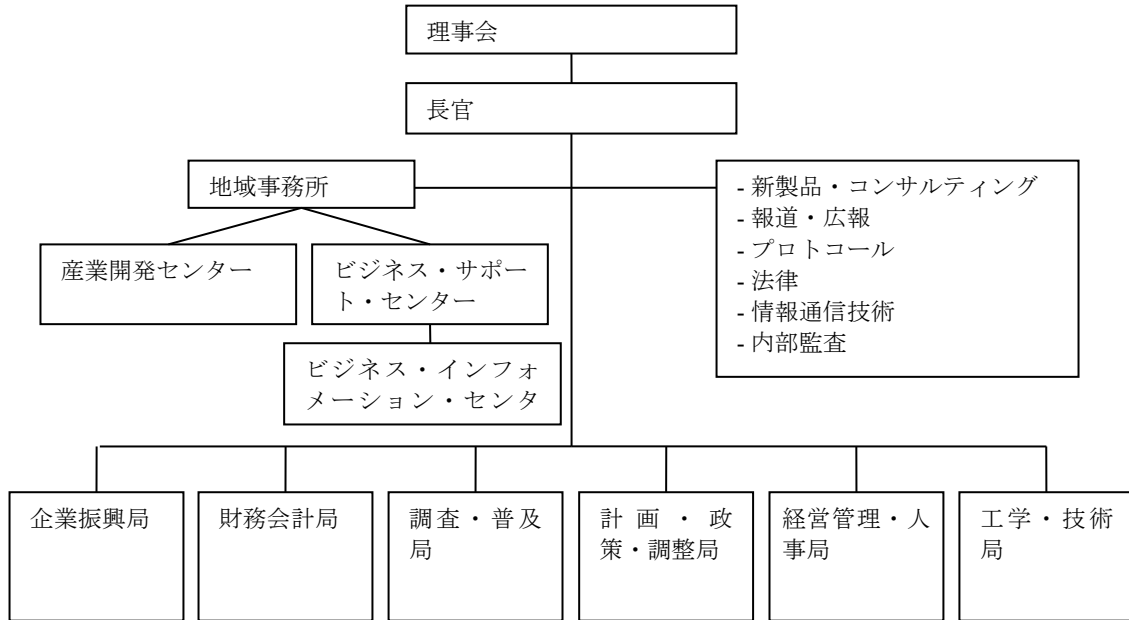 理事会
長官
地域事務所
- 新製品・コンサルティング
- 報道・広報
- プロトコール
- 法律
- 情報通信技術
- 内部監査
産業開発センター
ビジネス・サポー
ト・センター
ビジネス・インフォ
メーション・センタ
企業振興局
財務会計局
調査・普及
局
計画・政
策・調整局
経営管理・人
事局
工学・技術
局